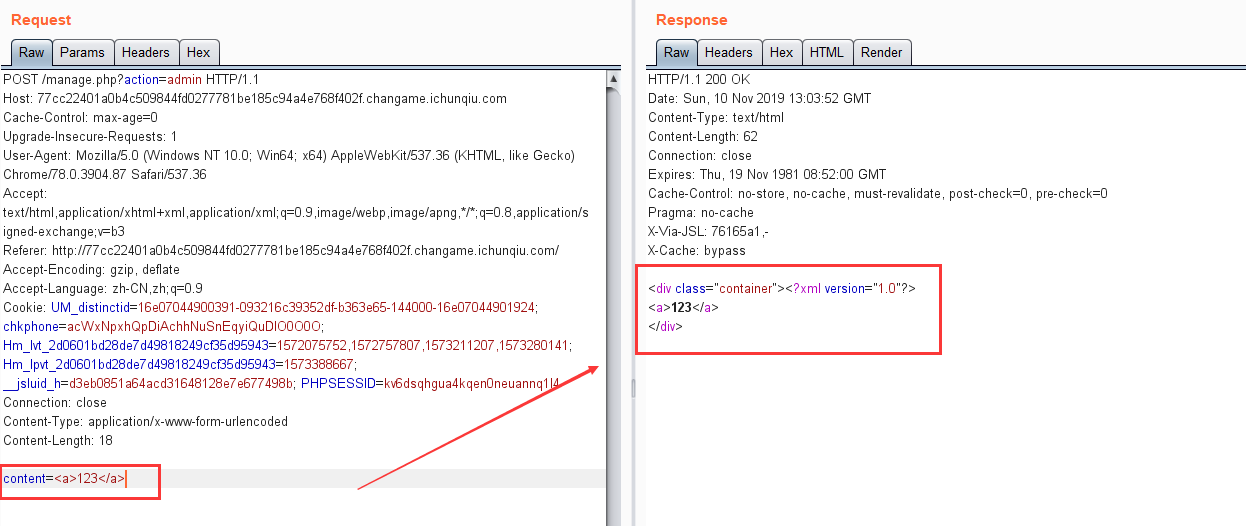 Request
Raw Params Headers Hex
POST /manage.php?action=admin HTTP/1.1
Host: 77cc22401a0b4c509844fd0277781be185c94a4e768f402f.changame.ichunqiu.com
Cache-Control: max-age=0
Upgrade-Insecure-Requests: 1
User-Agent: Mozilla/5.0 (Windows NT 10.0; Win64; x64) AppleWebKit/537.36 (KHTML, like Gecko)
Chrome/78.0.3904.87 Safari/537.36
Accept:
text/html,application/xhtml+xml,application/xml;q=0.9,image/webp,image/apng,*/*;q=0.8,application/s
igned-exchange;v=b3
Referer: http://77cc22401a0b4c509844fd0277781be185c94a4e768f402f.changame.ichunqiu.com/
Accept-Encoding: gzip, deflate
Accept-Language: zh-CN,zh;q=0.9
Cookie: UM_distinctid=16e07044900391-093216c39352df-b363e65-144000-16e07044901924;
chkphone=acWxNpxhQpDiAchhNuSnEqyiQuDIO0O0O;
Hm_lvt_2d0601bd28de7d49818249cf35d95943=1572075752,1572757807,1573211207,1573280141;
Hm_lpvt_2d0601bd28de7d49818249cf35d95943=1573388667;
__jsluid_h=d3eb0851a64acd31648128e7e677498b; PHPSESSID=kv6dsqhgua4kqen0neuannq1l4
Connection: close
Content-Type: application/x-www-form-urlencoded
Content-Length: 18
content=<a>123</a>
Response
Raw Headers Hex HTML Render
HTTP/1.1 200 OK
Date: Sun, 10 Nov 2019 13:03:52 GMT
Content-Type: text/html
Content-Length: 62
Connection: close
Expires: Thu, 19 Nov 1981 08:52:00 GMT
Cache-Control: no-store, no-cache, must-revalidate, post-check=0, pre-check=0
Pragma: no-cache
X-Via-JSL: 76165a1,-
X-Cache: bypass
<div class="container"><?xml version="1.0"?>
<a>123</a>
</div>